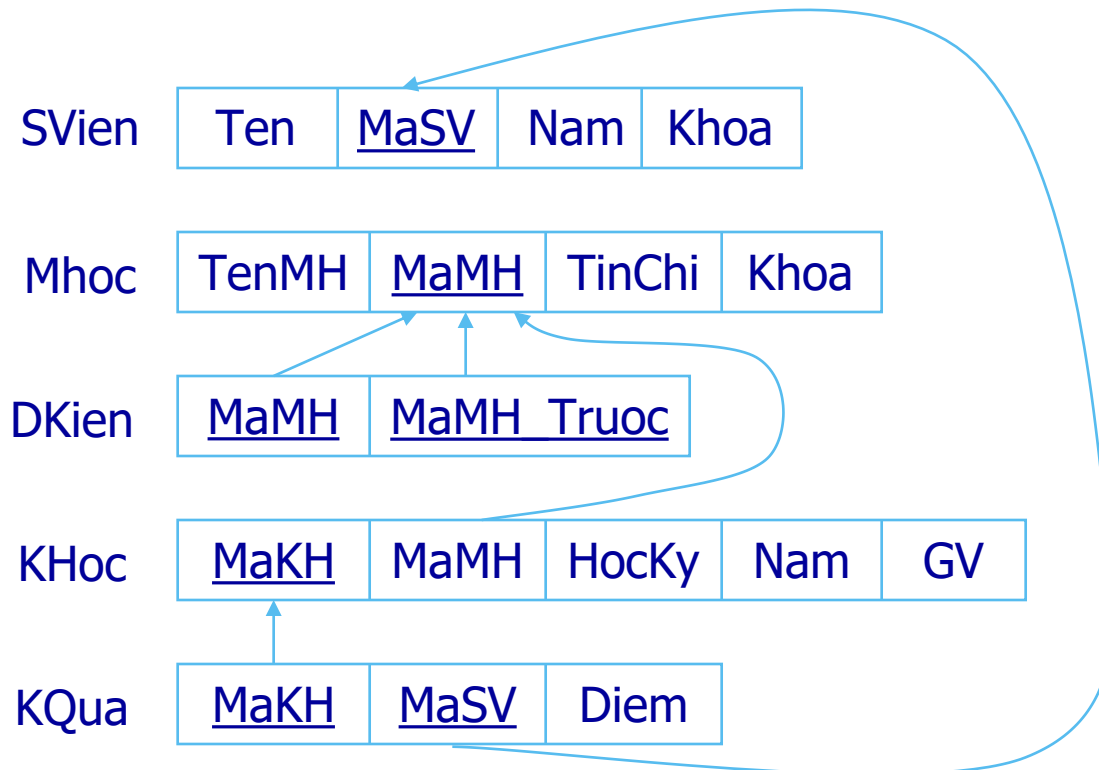 SVien Ten MaSV Nam Khoa
Mhoc TenMH MaMH TinChi Khoa
DKien MaMH MaMH_Truoc
KHoc MaKH MaMH HocKy Nam GV
KQua MaKH MaSV Diem